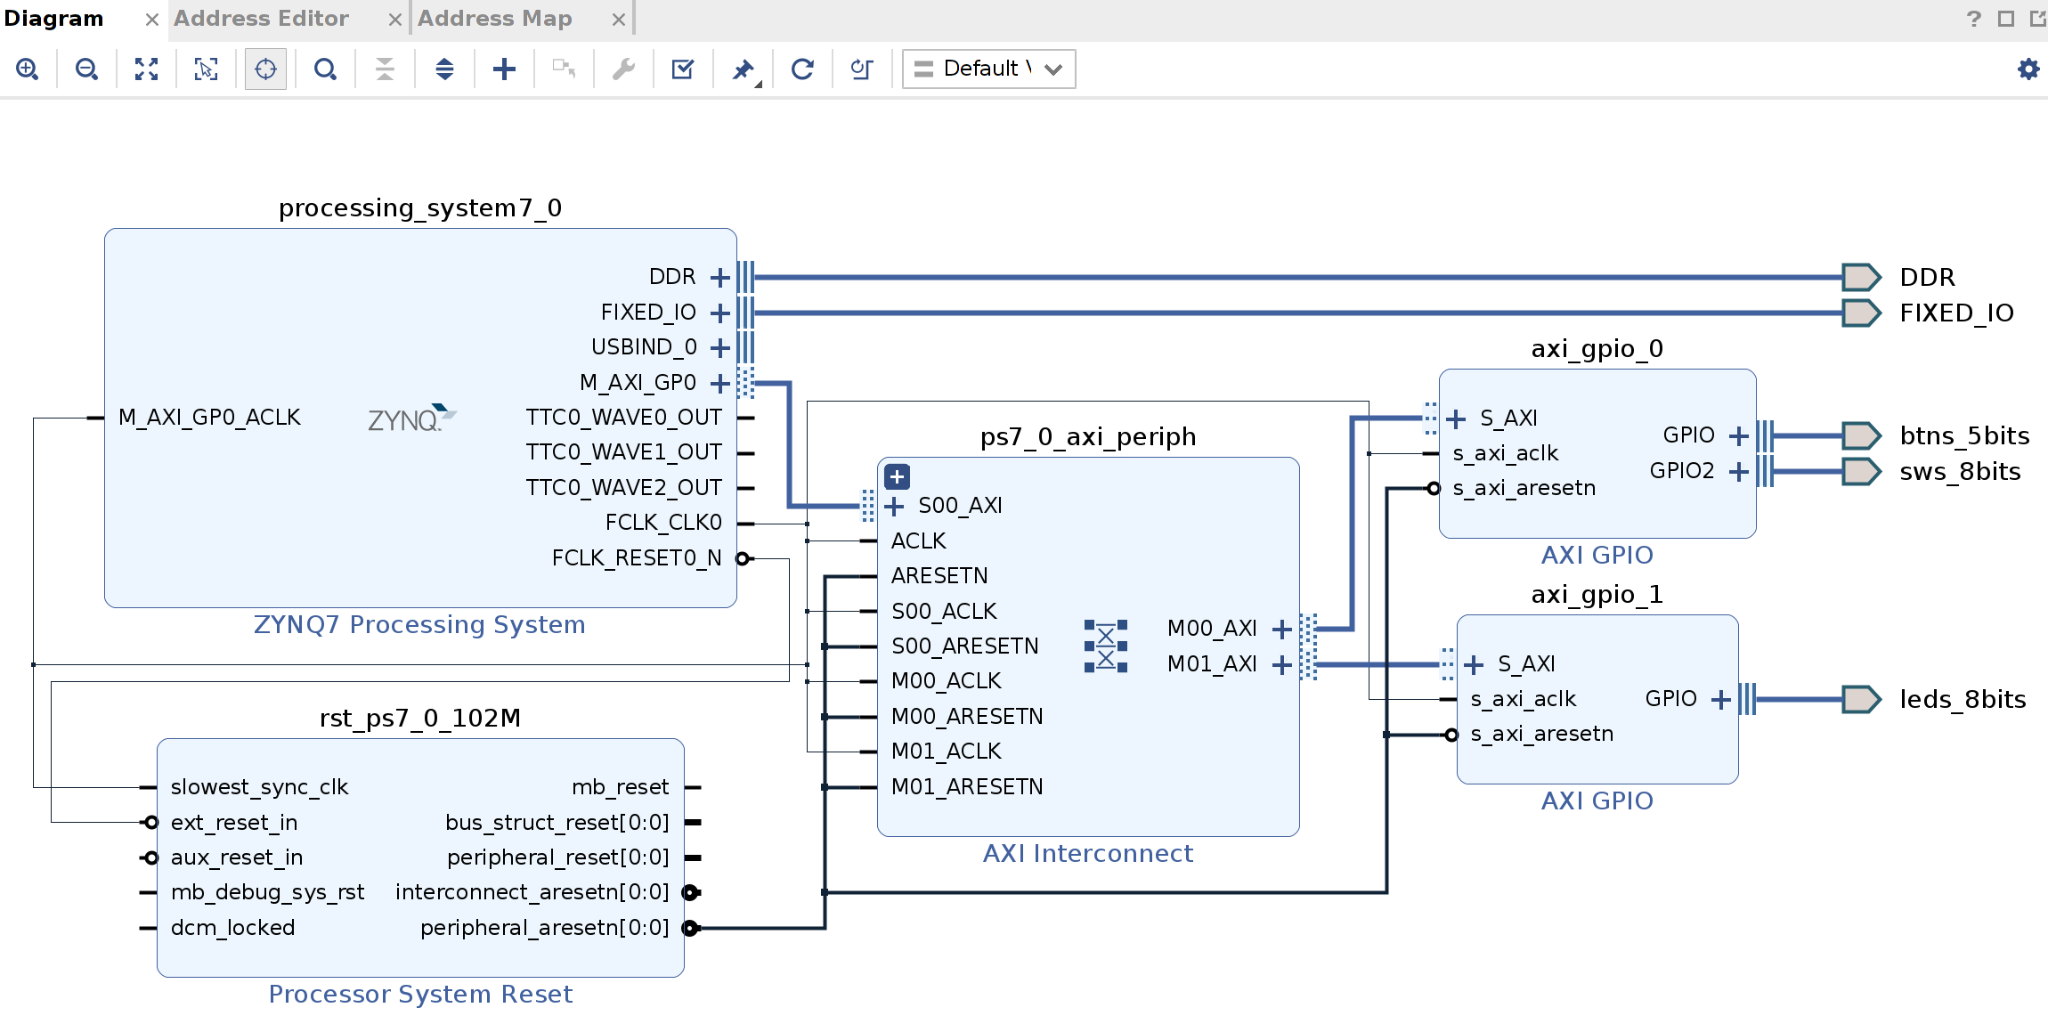 Diagram
Address Editor
Address Map
?
Default
processing_system7_0
DDR
FIXED_IO
USBIND_0
M_AXI_GP0
M_AXI_GP0_ACLK
ZYNQ
TTC0_WAVE0_OUT
TTC0_WAVE1_OUT
TTC0_WAVE2_OUT
FCLK_CLK0
FCLK_RESET0_N
ZYNQ7 Processing System
rst_ps7_0_102M
slowest_sync_clk
ext_reset_in
aux_reset_in
mb_debug_sys_rst
dcm_locked
mb_reset
bus_struct_reset[0:0]
peripheral_reset[0:0]
interconnect_aresetn[0:0]
peripheral_aresetn[0:0]
Processor System Reset
ps7_0_axi_periph
S00_AXI
ACLK
ARESETN
S00_ACLK
S00_ARESETN
M00_ACLK
M00_ARESETN
M01_ACLK
M01_ARESETN
M00_AXI
M01_AXI
AXI Interconnect
axi_gpio_0
S_AXI
s_axi_aclk
s_axi_aresetn
GPIO
GPIO2
AXI GPIO
axi_gpio_1
S_AXI
s_axi_aclk
s_axi_aresetn
GPIO
AXI GPIO
DDR
FIXED_IO
btns_5bits
sws_8bits
leds_8bits